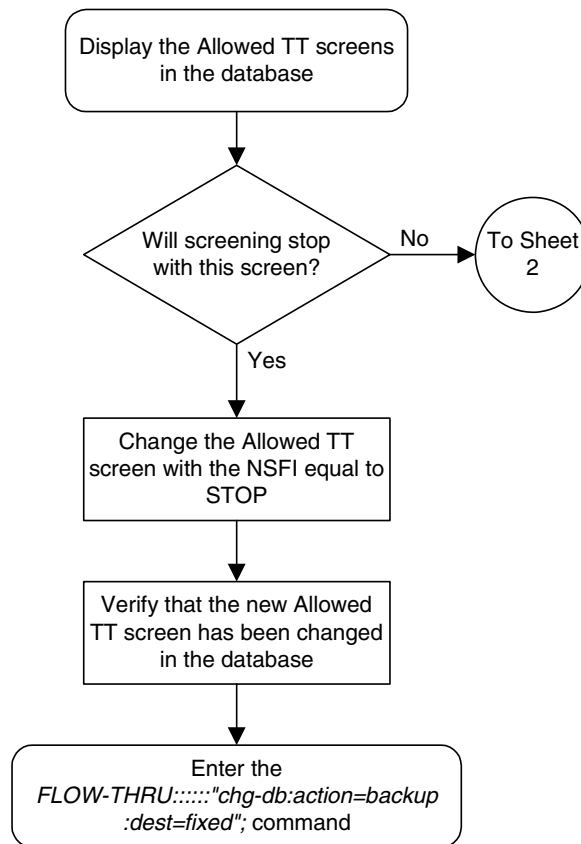 Display the Allowed TT screens
in the database
Will screening stop
with this screen?
No
To Sheet
2
Yes
Change the Allowed TT
screen with the NSFI equal to
STOP
Verify that the new Allowed
TT screen has been changed
in the database
Enter the
FLOW-THRU::::::"chg-db:action=backup
:dest=fixed"; command